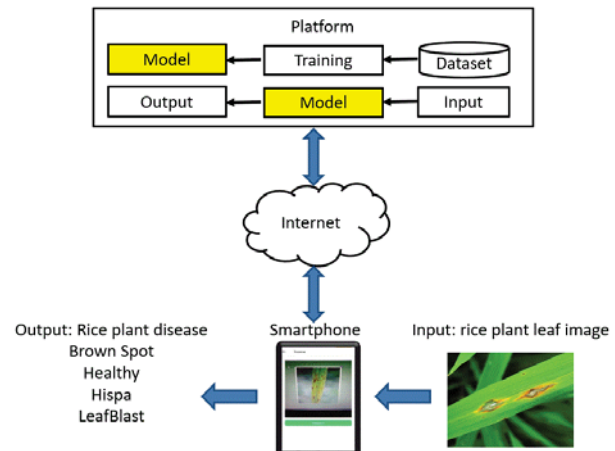 Platform
Model
Training
Dataset
Output
Model
Input
Internet
Output: Rice plant disease
Brown Spot
Healthy
Hispa
LeafBlast
Smartphone
Input: rice plant leaf image